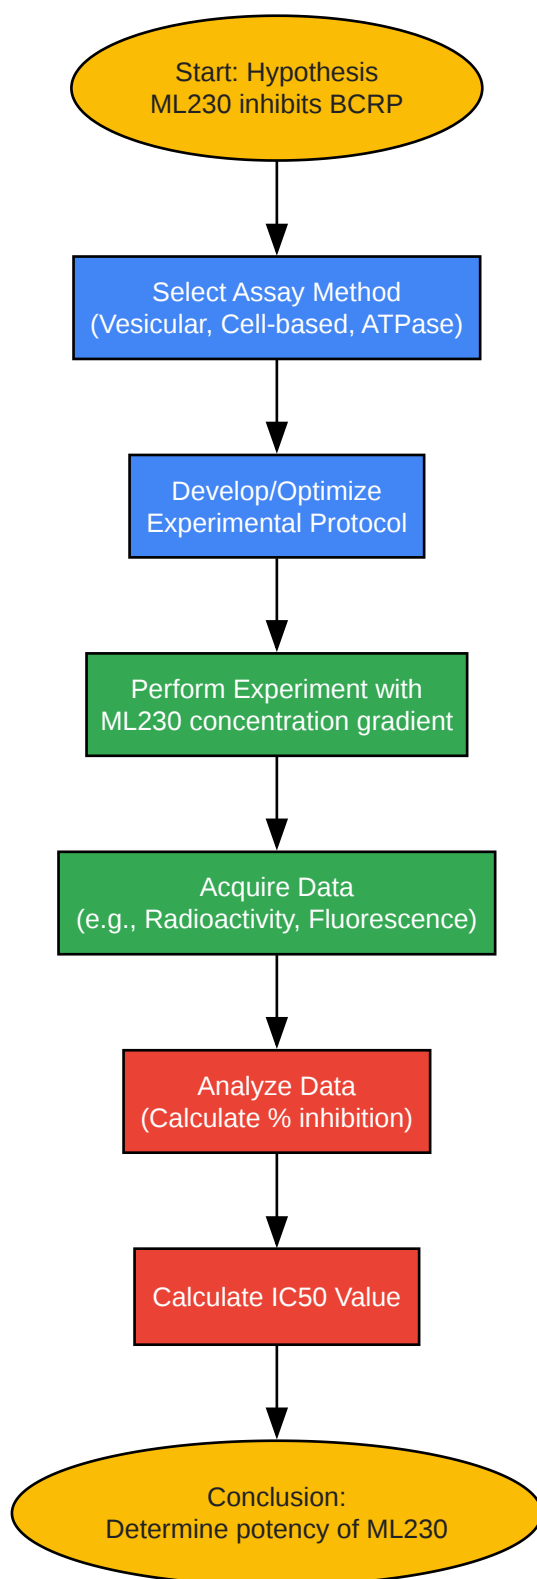 Start: Hypothesis
ML230 inhibits BCRP
Select Assay Method
(Vesicular, Cell-based, ATPase)
Develop/Optimize
Experimental Protocol
Perform Experiment with
ML230 concentration gradient
Acquire Data
(e.g., Radioactivity, Fluorescence)
Analyze Data
(Calculate % inhibition)
Calculate IC50 Value
Conclusion:
Determine potency of ML230